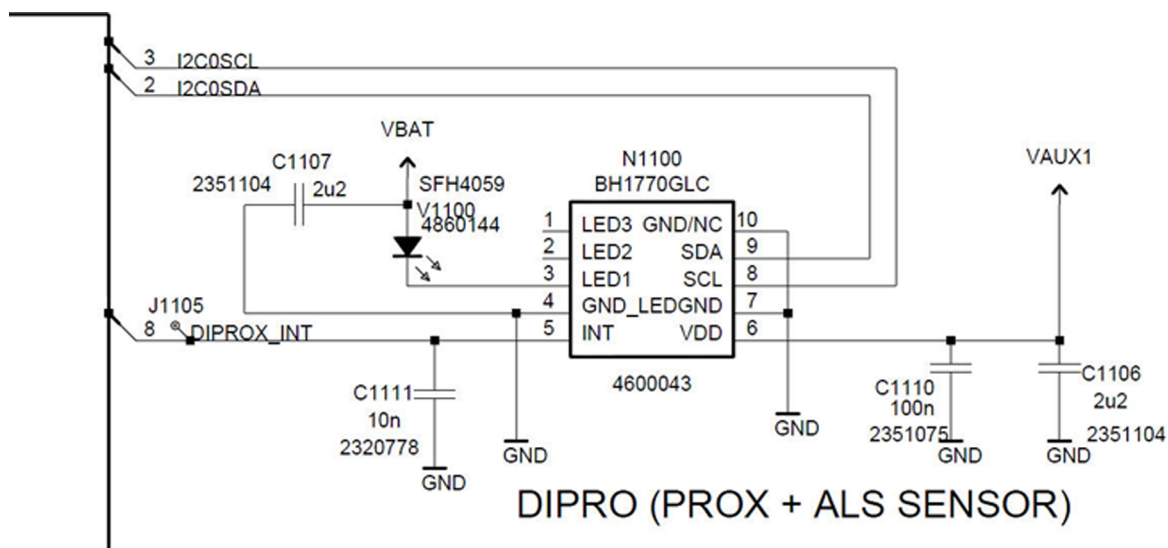 3 I2C0SCL
2 I2C0SDA
VBAT
C1107
2351104 2u2
SFH4059
V1100
4860144
N1100
BH1770GLC
VAUX1
1 LED3 GND/NC 10
2 LED2 SDA 9
3 LED1 SCL 8
4 GND_LEDGND 7
5 INT VDD 6
4600043
J1105
8 DIPROX_INT
C1111
10n
2320778
GND
GND
GND
C1110
100n
2351075
GND
C1106
2u2
2351104
GND
DIPRO (PROX + ALS SENSOR)